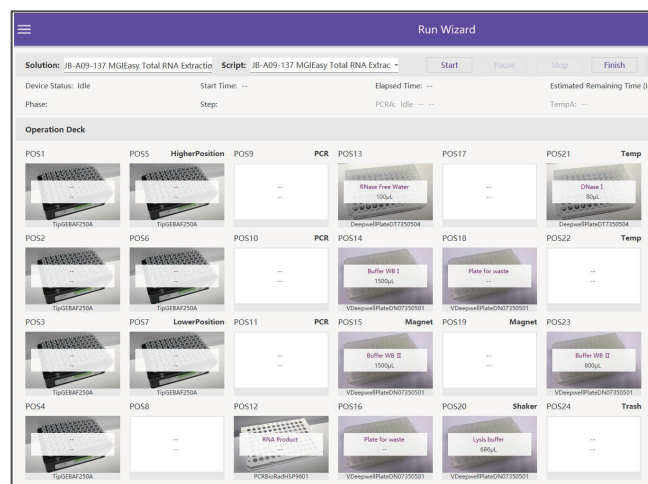 Run Wizard
Solution: JB-A09-137 MGIEasy Total RNA Extractio Script: JB-A09-137 MGIEasy Total RNA Extrac Start Pause Stop Finish
Device Status: Idle Start Time: -- Elapsed Time: -- Estimated Remaining Time (I
Phase: Step: PCRA: Idle -- -- TempA: --
Operation Deck
POS1 POS5 HigherPosition POS9 PCR POS13 POS17 POS21 Temp
-- -- -- RNase Free Water -- DNase I
-- -- -- 100μL -- 80μL
TipGEBAF250A TipGEBAF250A DeepwellPlateDT7350504 DeepwellPlateDT7350504
POS2 POS6 POS10 PCR POS14 POS18 POS22 Temp
-- -- -- Buffer WB I Plate for waste --
-- -- -- 1500μL -- --
TipGEBAF250A TipGEBAF250A VDeepwellPlateDN07350501 VDeepwellPlateDN07350501
POS3 POS7 LowerPosition POS11 PCR POS15 Magnet POS19 Magnet POS23
-- -- -- Buffer WB II -- Buffer WB II
-- -- -- 1500μL -- 800μL
TipGEBAF250A TipGEBAF250A VDeepwellPlateDN07350501 VDeepwellPlateDN07350501
POS4 POS8 POS12 POS16 POS20 Shaker POS24 Trash
-- -- RNA Product Plate for waste Lysis buffer --
-- -- -- -- 686μL --
TipGEBAF250A PCRBioRadHSP9601 VDeepwellPlateDN07350501 VDeepwellPlateDN07350501